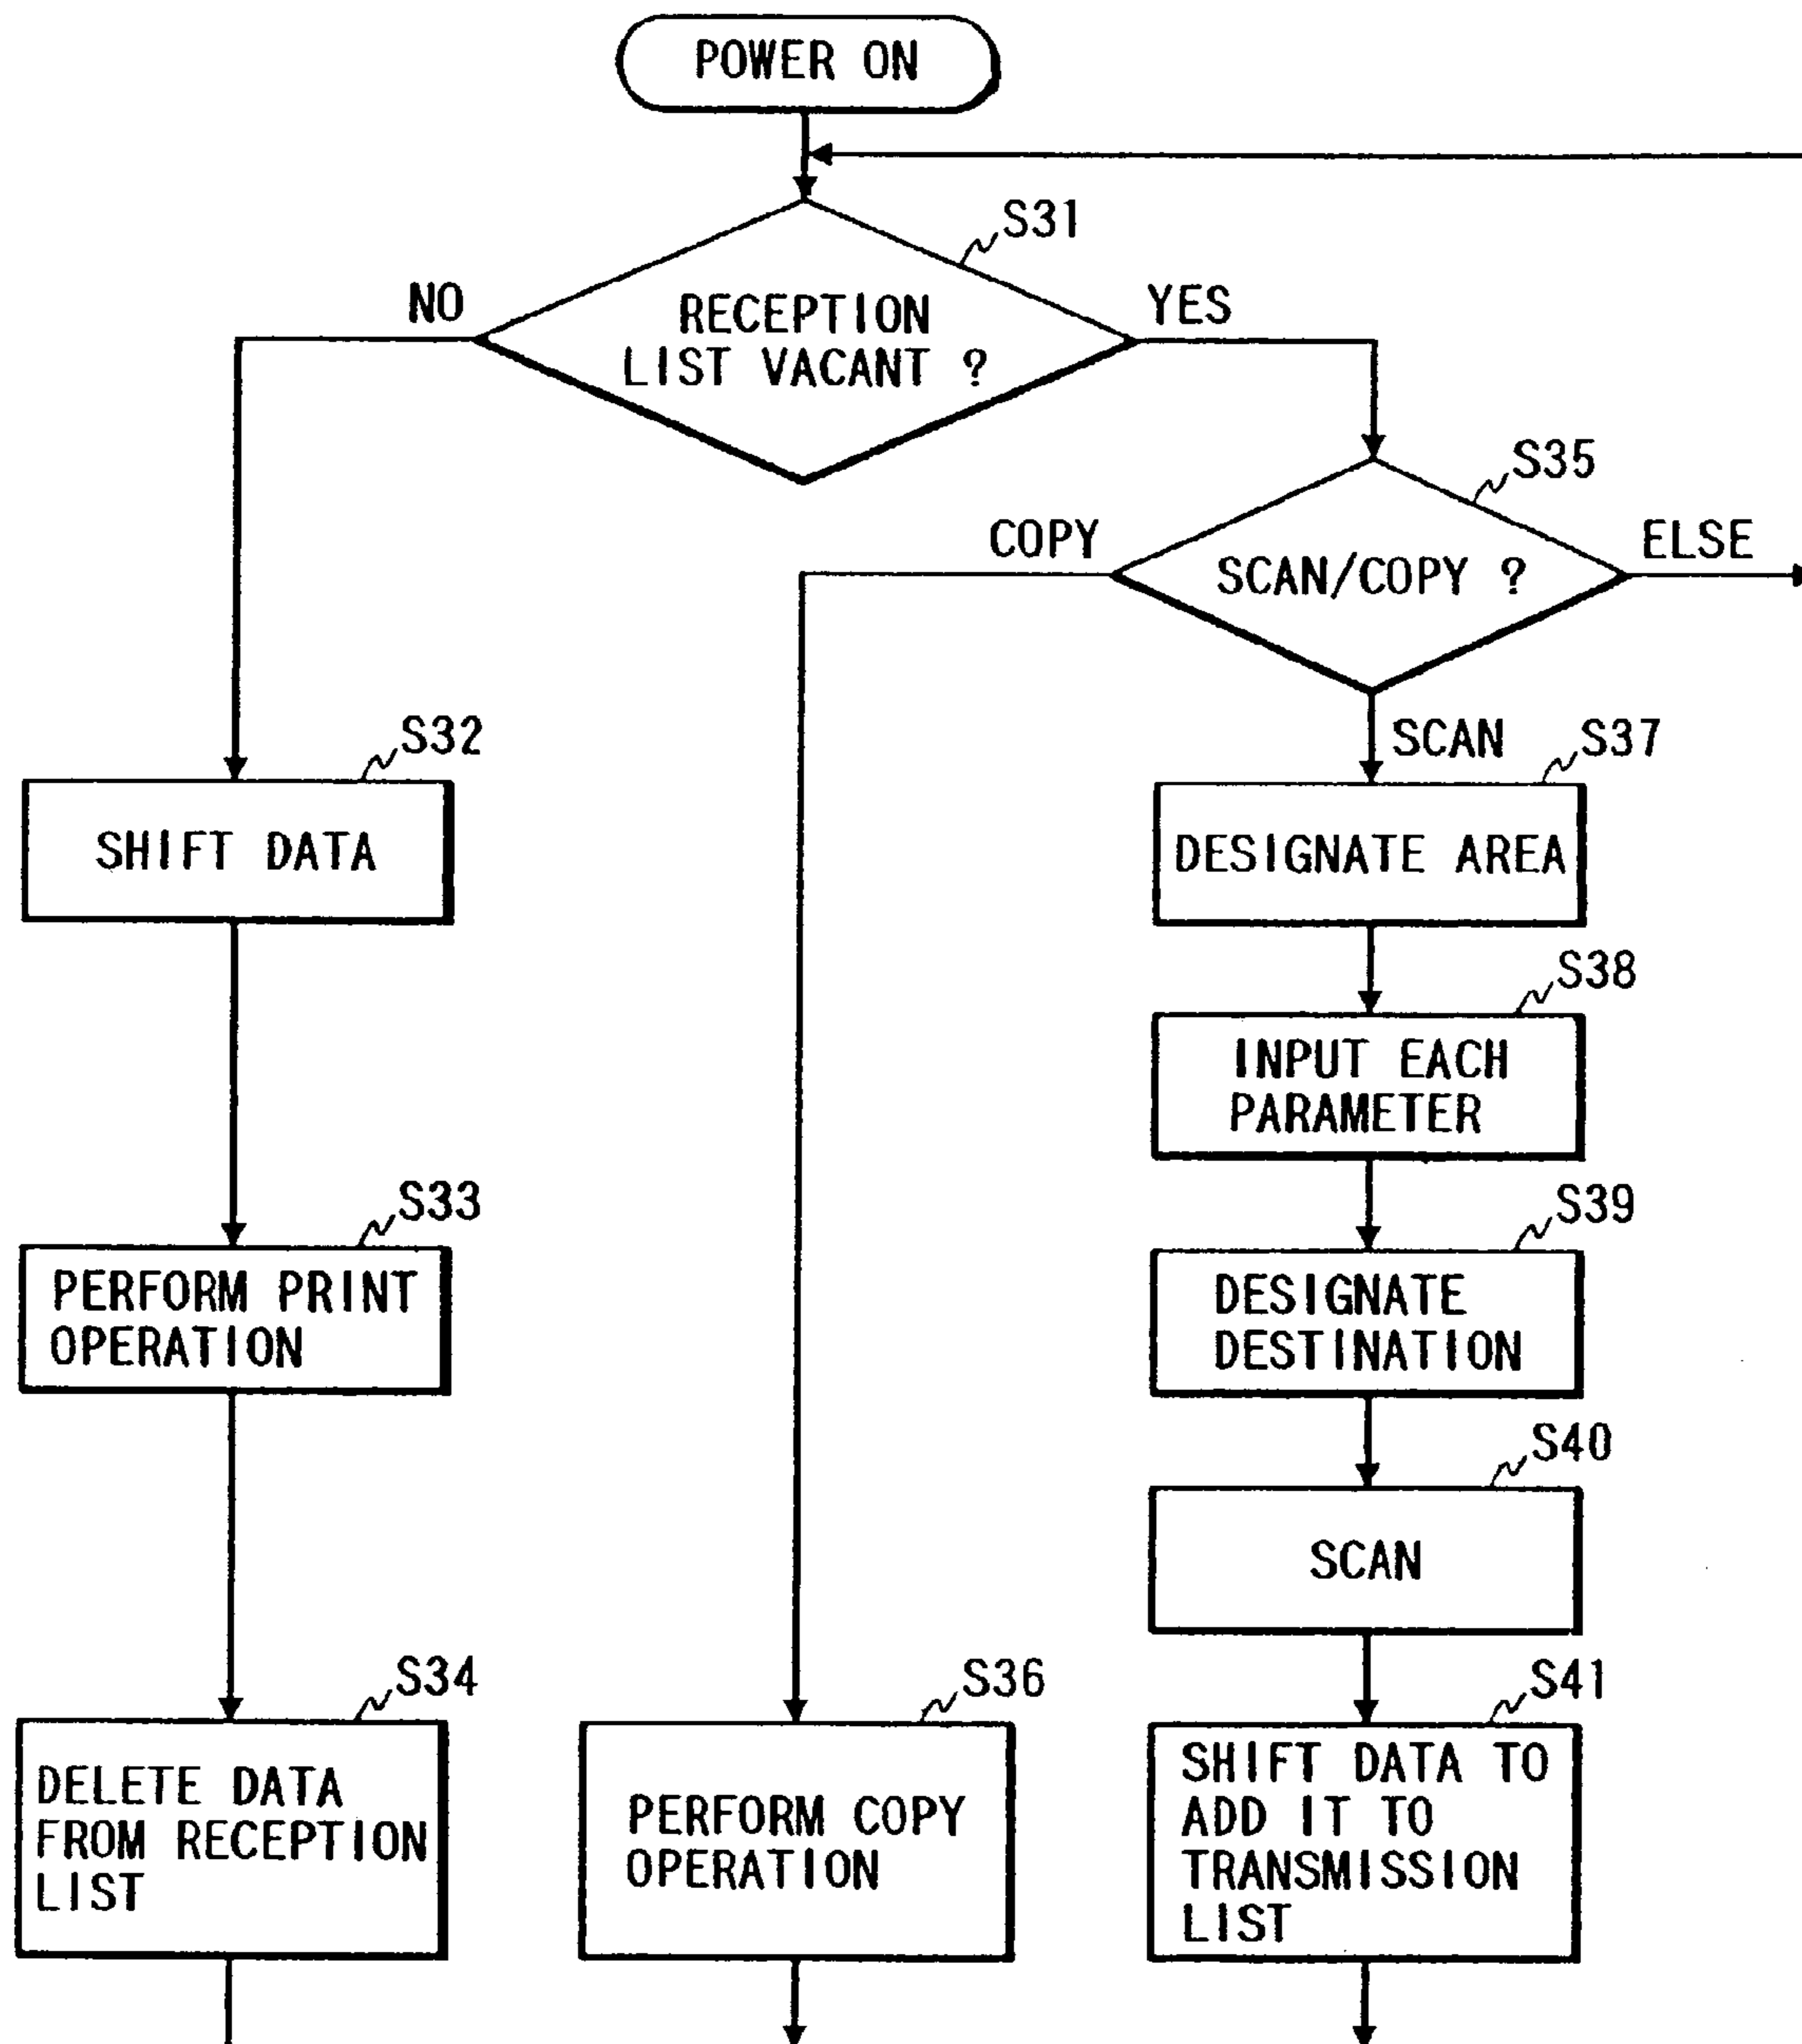 POWER ON
S31
NO
RECEPTION
LIST VACANT ?
YES
S35
COPY
SCAN/COPY ?
ELSE
S32
SHIFT DATA
SCAN
S37
DESIGNATE AREA
S38
INPUT EACH
PARAMETER
S33
PERFORM PRINT
OPERATION
S39
DESIGNATE
DESTINATION
S40
SCAN
S34
DELETE DATA
FROM RECEPTION
LIST
S36
PERFORM COPY
OPERATION
S41
SHIFT DATA TO
ADD IT TO
TRANSMISSION
LIST